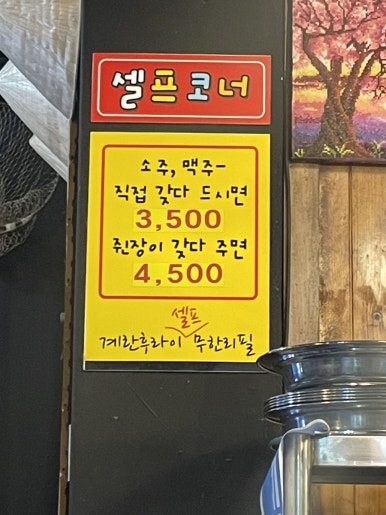 셀프 코너
소주, 맥주-
직접 갖다 드시면
3,500
쥔장이 갖다 주면
4,500
셀프
계란후라이 무한리필